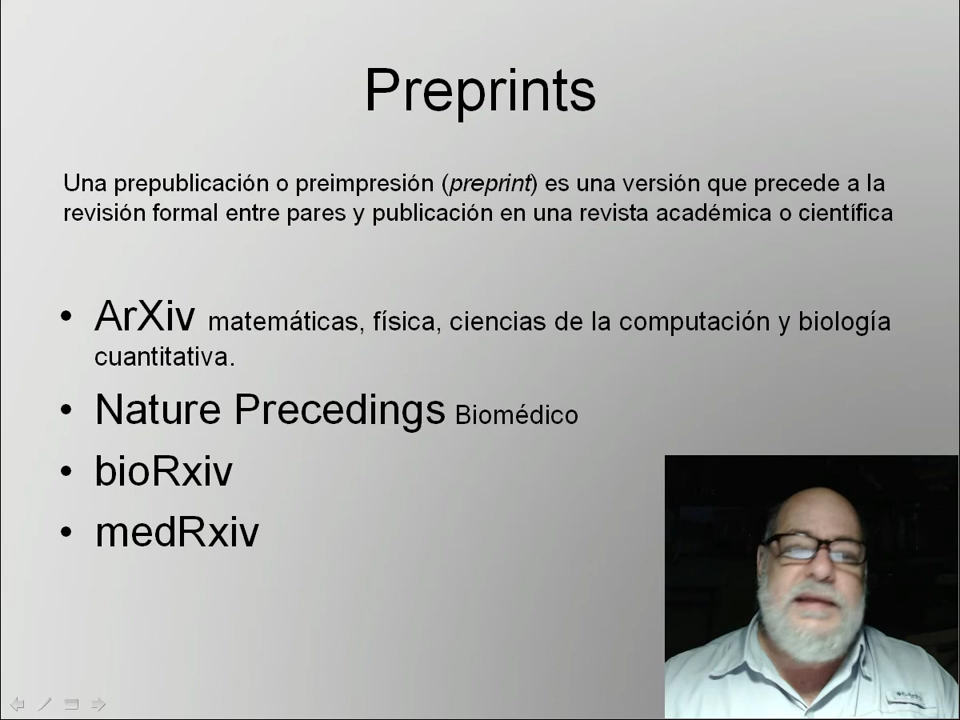 Preprints
Una prepublicación o preimpresión (preprint) es una versión que precede a la
revisión formal entre pares y publicación en una revista académica o científica
• ArXiv matemáticas, física, ciencias de la computación y biología
cuantitativa.
• Nature Precedings Biomédico
• bioRxiv
• medRxiv